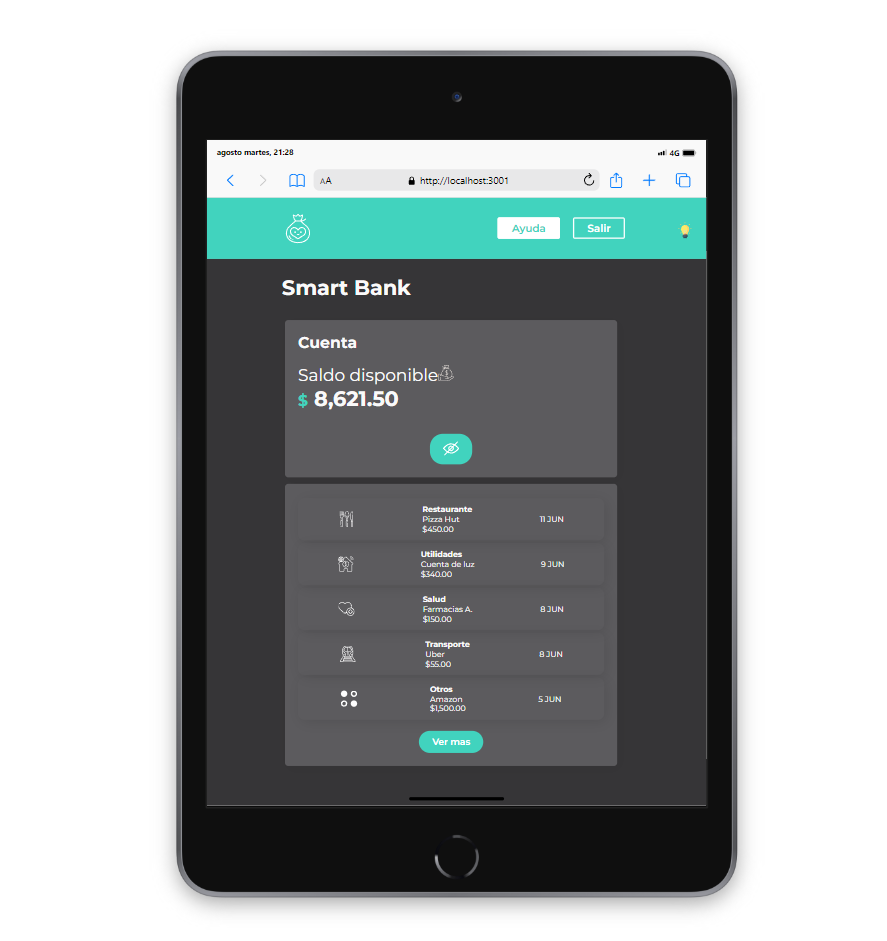 agosto martes, 21:28
4G
AA
http://localhost:3001
Ayuda
Salir
Smart Bank
Cuenta
Saldo disponible
$ 8,621.50
Restaurante
Pizza Hut
$450.00
11 JUN
Utilidades
Cuenta de luz
$340.00
9 JUN
Salud
Farmacias A.
$150.00
8 JUN
Transporte
Uber
$55.00
8 JUN
Otros
Amazon
$1,500.00
5 JUN
Ver mas